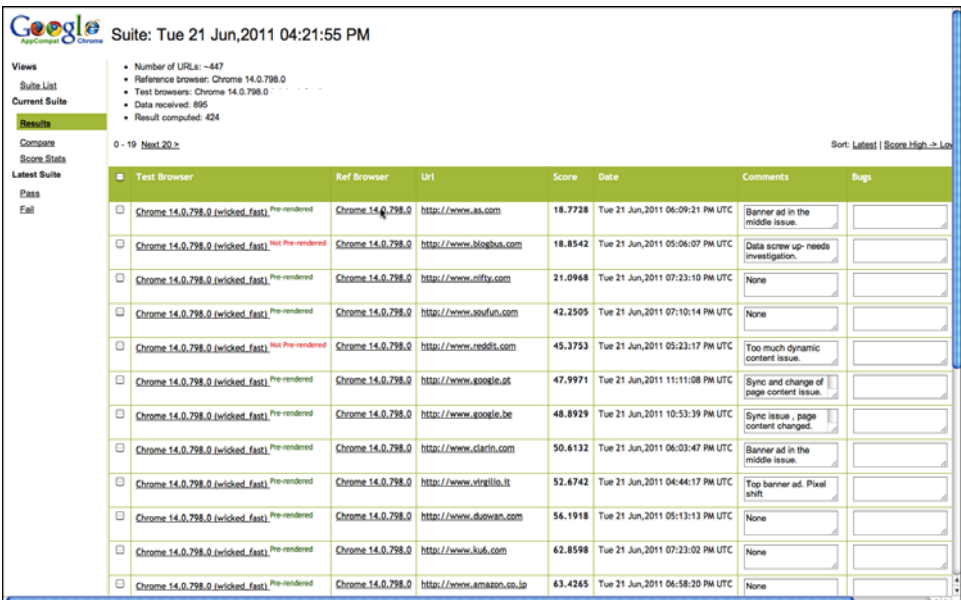 Google
AppCompat Chrome
Suite: Tue 21 Jun,2011 04:21:55 PM
Views
Suite List
Current Suite
Results
Compare
Score Stats
Latest Suite
Pass
Fail
• Number of URLs: ~447
• Reference browser: Chrome 14.0.798.0
• Test browsers: Chrome 14.0.798.0
• Data received: 895
• Result computed: 424
0 - 19 Next 20 >
Sort: Latest | Score High -> Low
Test Browser Ref Browser Url Score Date Comments Bugs
Chrome 14.0.798.0 (wicked_fast) Pre-rendered Chrome 14.0.798.0 http://www.as.com 18.7728 Tue 21 Jun,2011 06:09:21 PM UTC Banner ad in the
middle issue.
Chrome 14.0.798.0 (wicked_fast) Not Pre-rendered Chrome 14.0.798.0 http://www.blogbus.com 18.8542 Tue 21 Jun,2011 05:06:07 PM UTC Data screw up- needs
investigation.
Chrome 14.0.798.0 (wicked_fast) Pre-rendered Chrome 14.0.798.0 http://www.nifty.com 21.0968 Tue 21 Jun,2011 07:23:10 PM UTC None
Chrome 14.0.798.0 (wicked_fast) Pre-rendered Chrome 14.0.798.0 http://www.soufun.com 42.2505 Tue 21 Jun,2011 07:10:14 PM UTC None
Chrome 14.0.798.0 (wicked_fast) Not Pre-rendered Chrome 14.0.798.0 http://www.reddit.com 45.3753 Tue 21 Jun,2011 05:23:17 PM UTC Too much dynamic
content issue.
Chrome 14.0.798.0 (wicked_fast) Pre-rendered Chrome 14.0.798.0 http://www.google.pt 47.9971 Tue 21 Jun,2011 11:11:08 PM UTC Sync and change of
page content issue.
Chrome 14.0.798.0 (wicked_fast) Pre-rendered Chrome 14.0.798.0 http://www.google.be 48.8929 Tue 21 Jun,2011 10:53:39 PM UTC Sync issue , page
content changed.
Chrome 14.0.798.0 (wicked_fast) Pre-rendered Chrome 14.0.798.0 http://www.clarin.com 50.6132 Tue 21 Jun,2011 06:03:47 PM UTC Banner ad in the
middle issue.
Chrome 14.0.798.0 (wicked_fast) Pre-rendered Chrome 14.0.798.0 http://www.virgilio.it 52.6742 Tue 21 Jun,2011 04:44:17 PM UTC Top banner ad. Pixel
shift
Chrome 14.0.798.0 (wicked_fast) Pre-rendered Chrome 14.0.798.0 http://www.duowan.com 56.1918 Tue 21 Jun,2011 05:13:13 PM UTC None
Chrome 14.0.798.0 (wicked_fast) Pre-rendered Chrome 14.0.798.0 http://www.ku6.com 62.8598 Tue 21 Jun,2011 07:23:02 PM UTC None
Chrome 14.0.798.0 (wicked_fast) Pre-rendered Chrome 14.0.798.0 http://www.amazon.co.jp 63.4265 Tue 21 Jun,2011 06:58:20 PM UTC None